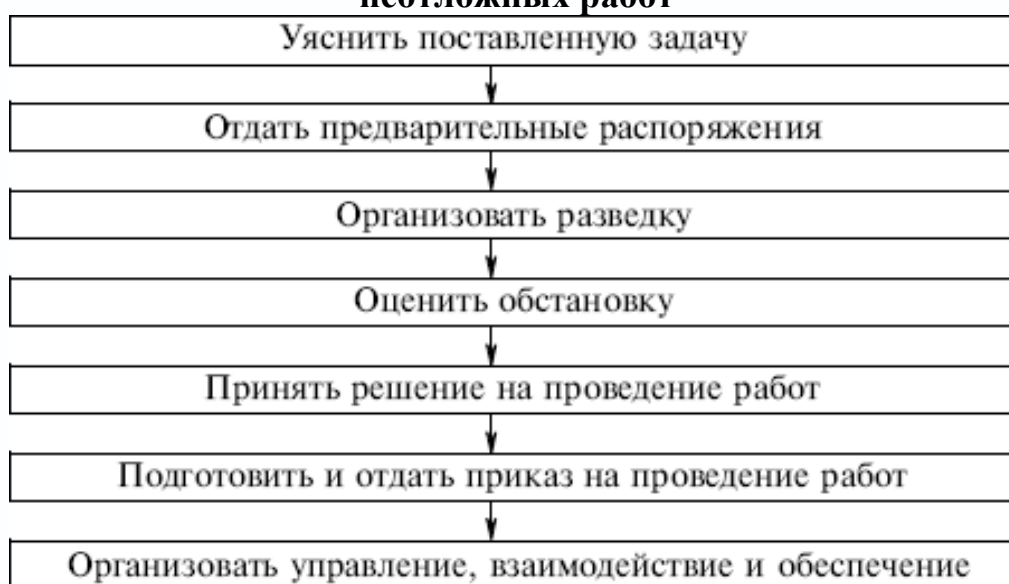 неотложных работ
Уяснить поставленную задачу
Отдать предварительные распоряжения
Организовать разведку
Оценить обстановку
Принять решение на проведение работ
Подготовить и отдать приказ на проведение работ
Организовать управление, взаимодействие и обеспечение